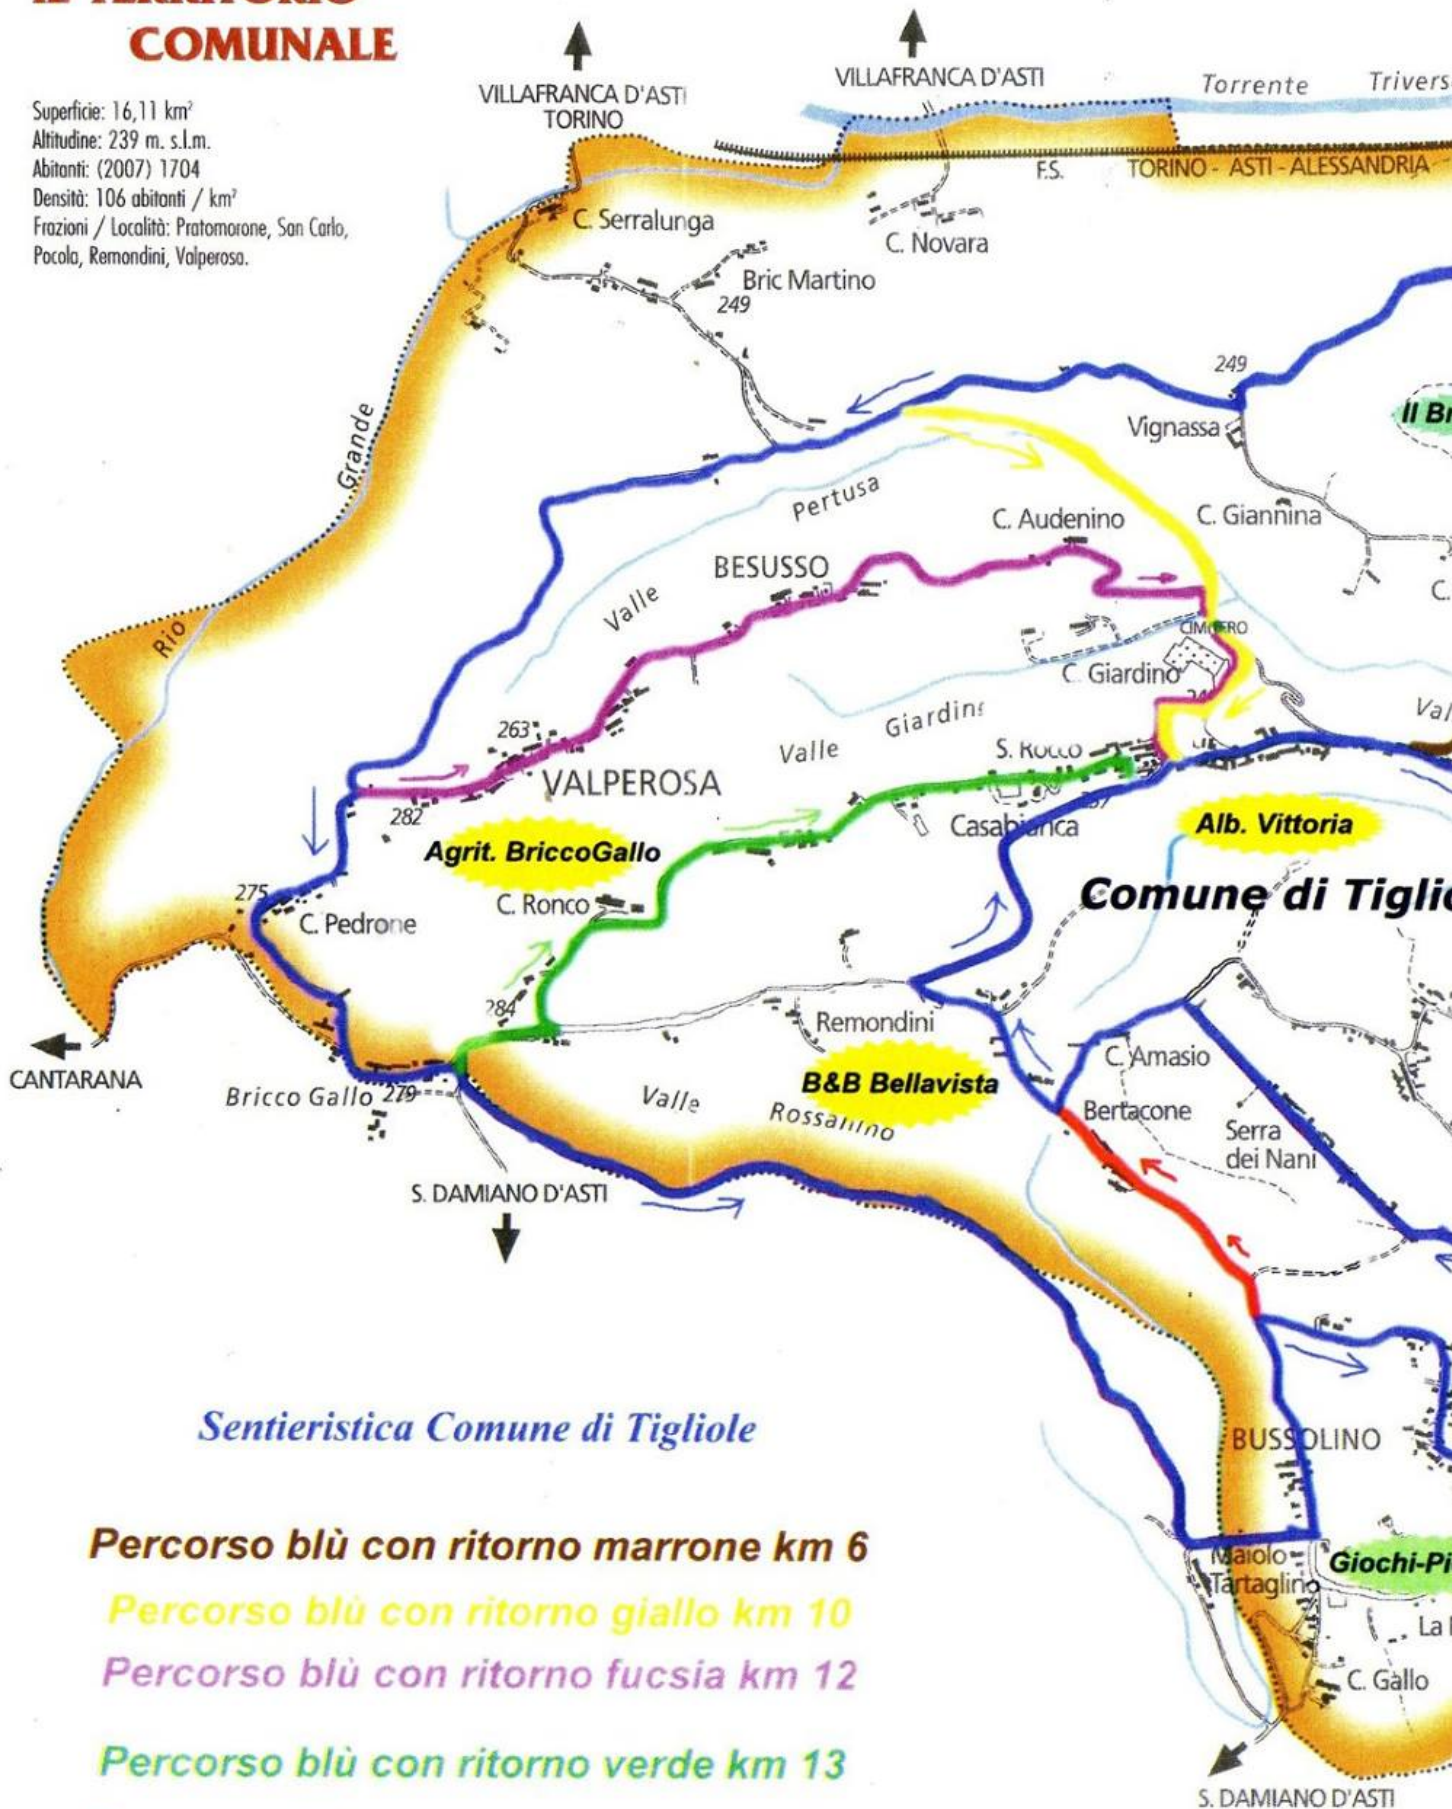 COMUNALE
Superficie: 16,11 km²
Altitudine: 239 m. s.l.m.
Abitanti: (2007) 1704
Densità: 106 abitanti / km²
Frazioni / Località: Pratomorone, San Carlo,
Pocola, Remondini, Valperosa.
VILLAFRANCA D'ASTI
TORINO
VILLAFRANCA D'ASTI
Torrente
F.S.
TORINO - ASTI - ALESSANDRIA
C. Serralunga
C. Novara
Bric Martino
249
249
Vignassa
Il
Grande
Rio
Valle
Pertusa
C. Audenino
C. Giannina
BESUSSO
C.
C. Giardino
263
VALPEROSA
282
Valle
S. Rocco
Casabianca
Alb. Vittoria
Agrit. BriccoGallo
Comune di
275
C. Pedrone
C. Ronco
284
Remondini
CANTARANA
Bricco Gallo
279
B&B Bellavista
Valle
C. Amasio
Bertacone
Serra
dei Nani
S. DAMIANO D'ASTI
BUSSOLINO
Maiolo
Tartaglino
La
C. Gallo
S. DAMIANO D'ASTI
Sentieristica Comune di Tigliole
Percorso blù con ritorno marrone km 6
Percorso blù con ritorno giallo km 10
Percorso blù con ritorno fucsia km 12
Percorso blù con ritorno verde km 13